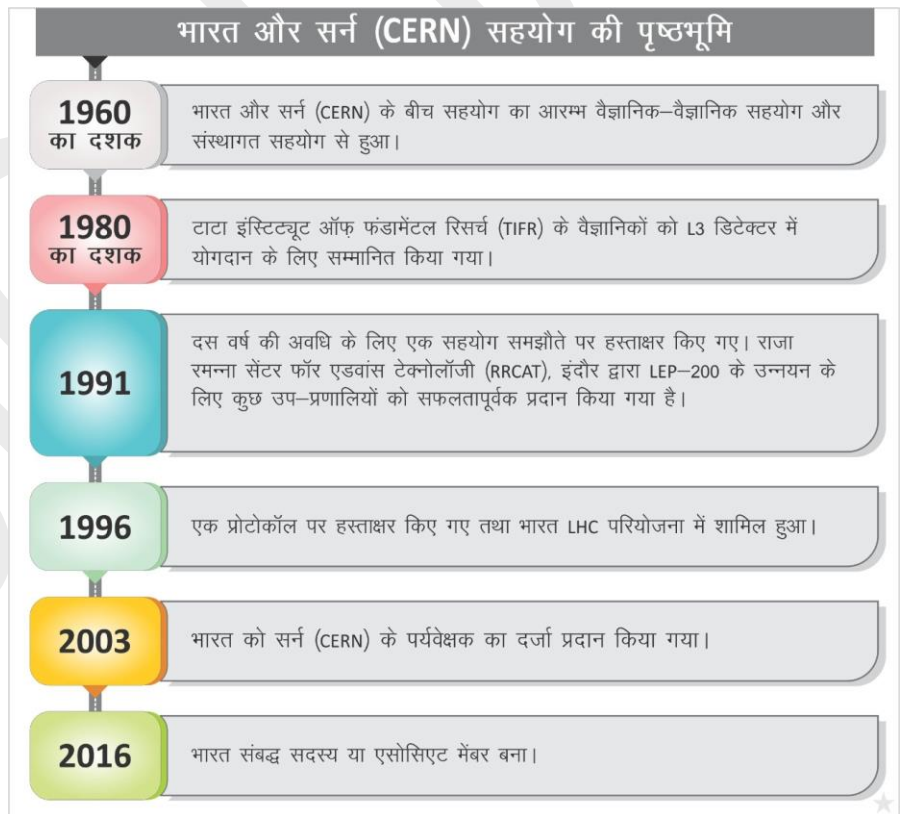 भारत और सर्न (CERN) सहयोग की पृष्ठभूमि
1960
का दशक
भारत और सर्न (CERN) के बीच सहयोग का आरम्भ वैज्ञानिक–वैज्ञानिक सहयोग और
संस्थागत सहयोग से हुआ।
1980
का दशक
टाटा इंस्टिट्यूट ऑफ़ फंडामेंटल रिसर्च (TIFR) के वैज्ञानिकों को L3 डिटेक्टर में
योगदान के लिए सम्मानित किया गया।
1991
दस वर्ष की अवधि के लिए एक सहयोग समझौते पर हस्ताक्षर किए गए। राजा
रमन्ना सेंटर फॉर एडवांस टेक्नोलॉजी (RRCAT), इंदौर द्वारा LEP–200 के उन्नयन के
लिए कुछ उप–प्रणालियों को सफलतापूर्वक प्रदान किया गया है।
1996
एक प्रोटोकॉल पर हस्ताक्षर किए गए तथा भारत LHC परियोजना में शामिल हुआ।
2003
भारत को सर्न (CERN) के पर्यवेक्षक का दर्जा प्रदान किया गया।
2016
भारत संबद्ध सदस्य या एसोसिएट मेंबर बना।